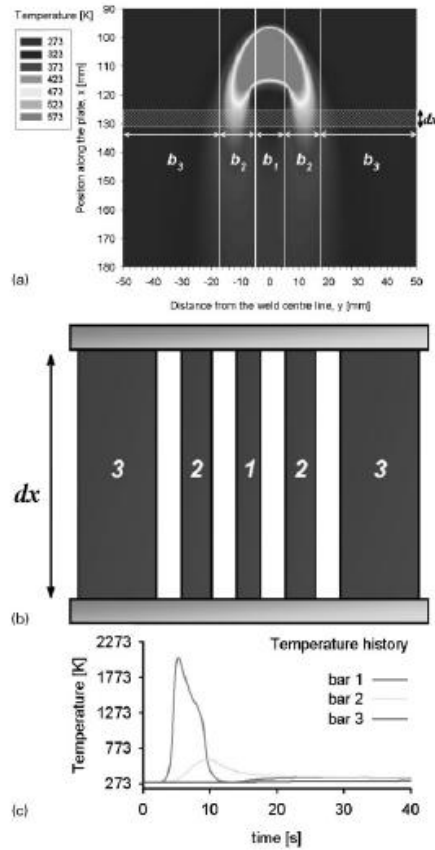 Temperature [K]
273
323
373
423
473
523
573
Position along the plate, x [mm]
90
100
110
120
130
140
150
160
170
180
dx
b3 b2 b1 b2 b3
-50 -40 -30 -20 -10 0 10 20 30 40 50
(a)
Distance from the weld centre line, y [mm]
dx
3 2 1 2 3
(b)
2273
1773
1273
773
273
Temperature [K]
Temperature history
bar 1
bar 2
bar 3
0 10 20 30 40
(c)
time [s]